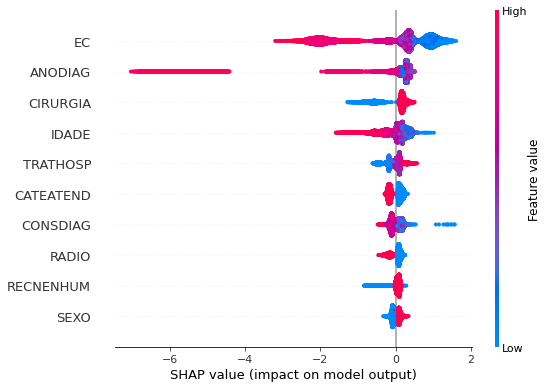 High
EC
ANODIAG
CIRURGIA
IDADE
TRATHOSP
CATEATEND
CONSDIAG
RADIO
RECNENHUM
SEXO
Feature value
Low
−6 −4 −2 0 2
SHAP value (impact on model output)